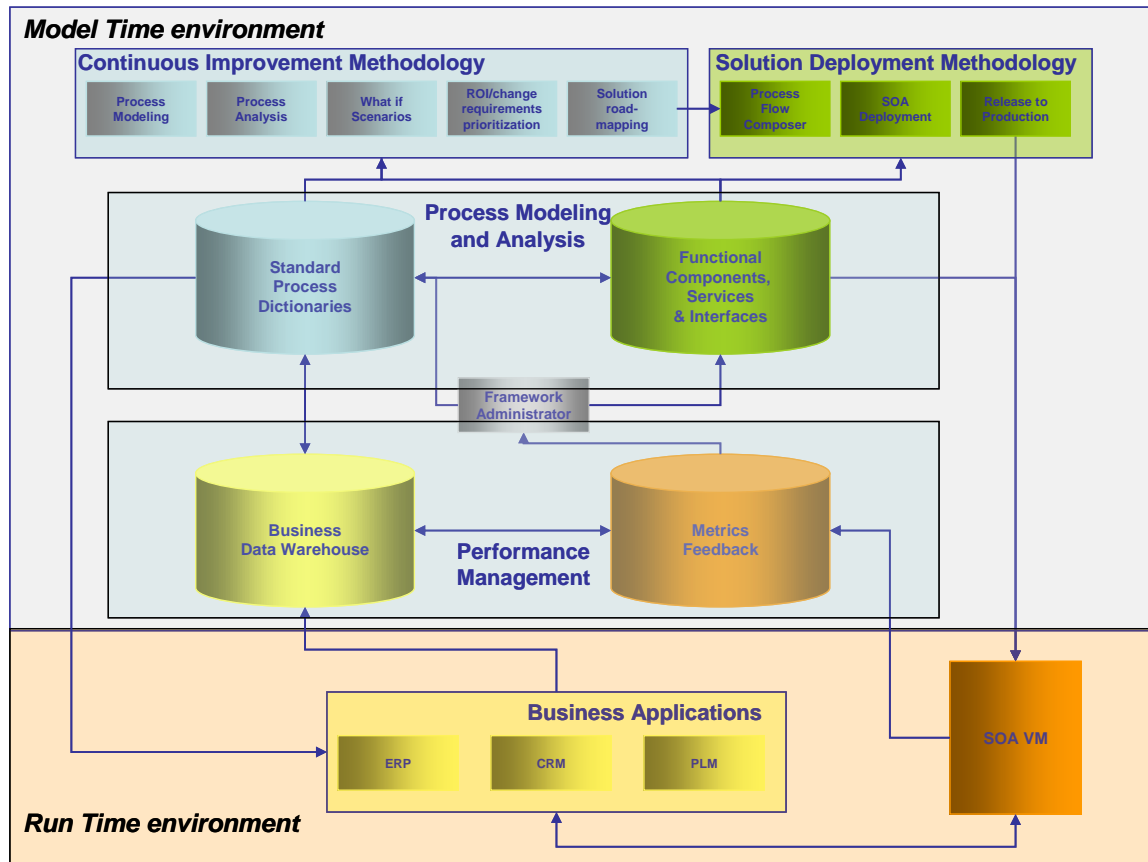 Model Time environment
Continuous Improvement Methodology
Process
Modeling
Process
Analysis
What if
Scenarios
ROI/change
requirements
prioritization
Solution
road-
mapping
Solution Deployment Methodology
Process
Flow
Composer
SOA
Deployment
Release to
Production
Process Modeling
and Analysis
Standard
Process
Dictionaries
Functional
Components,
Services
& Interfaces
Framework
Administrator
Business
Data Warehouse
Metrics
Feedback
Performance
Management
Business Applications
ERP
CRM
PLM
SOA VM
Run Time environment